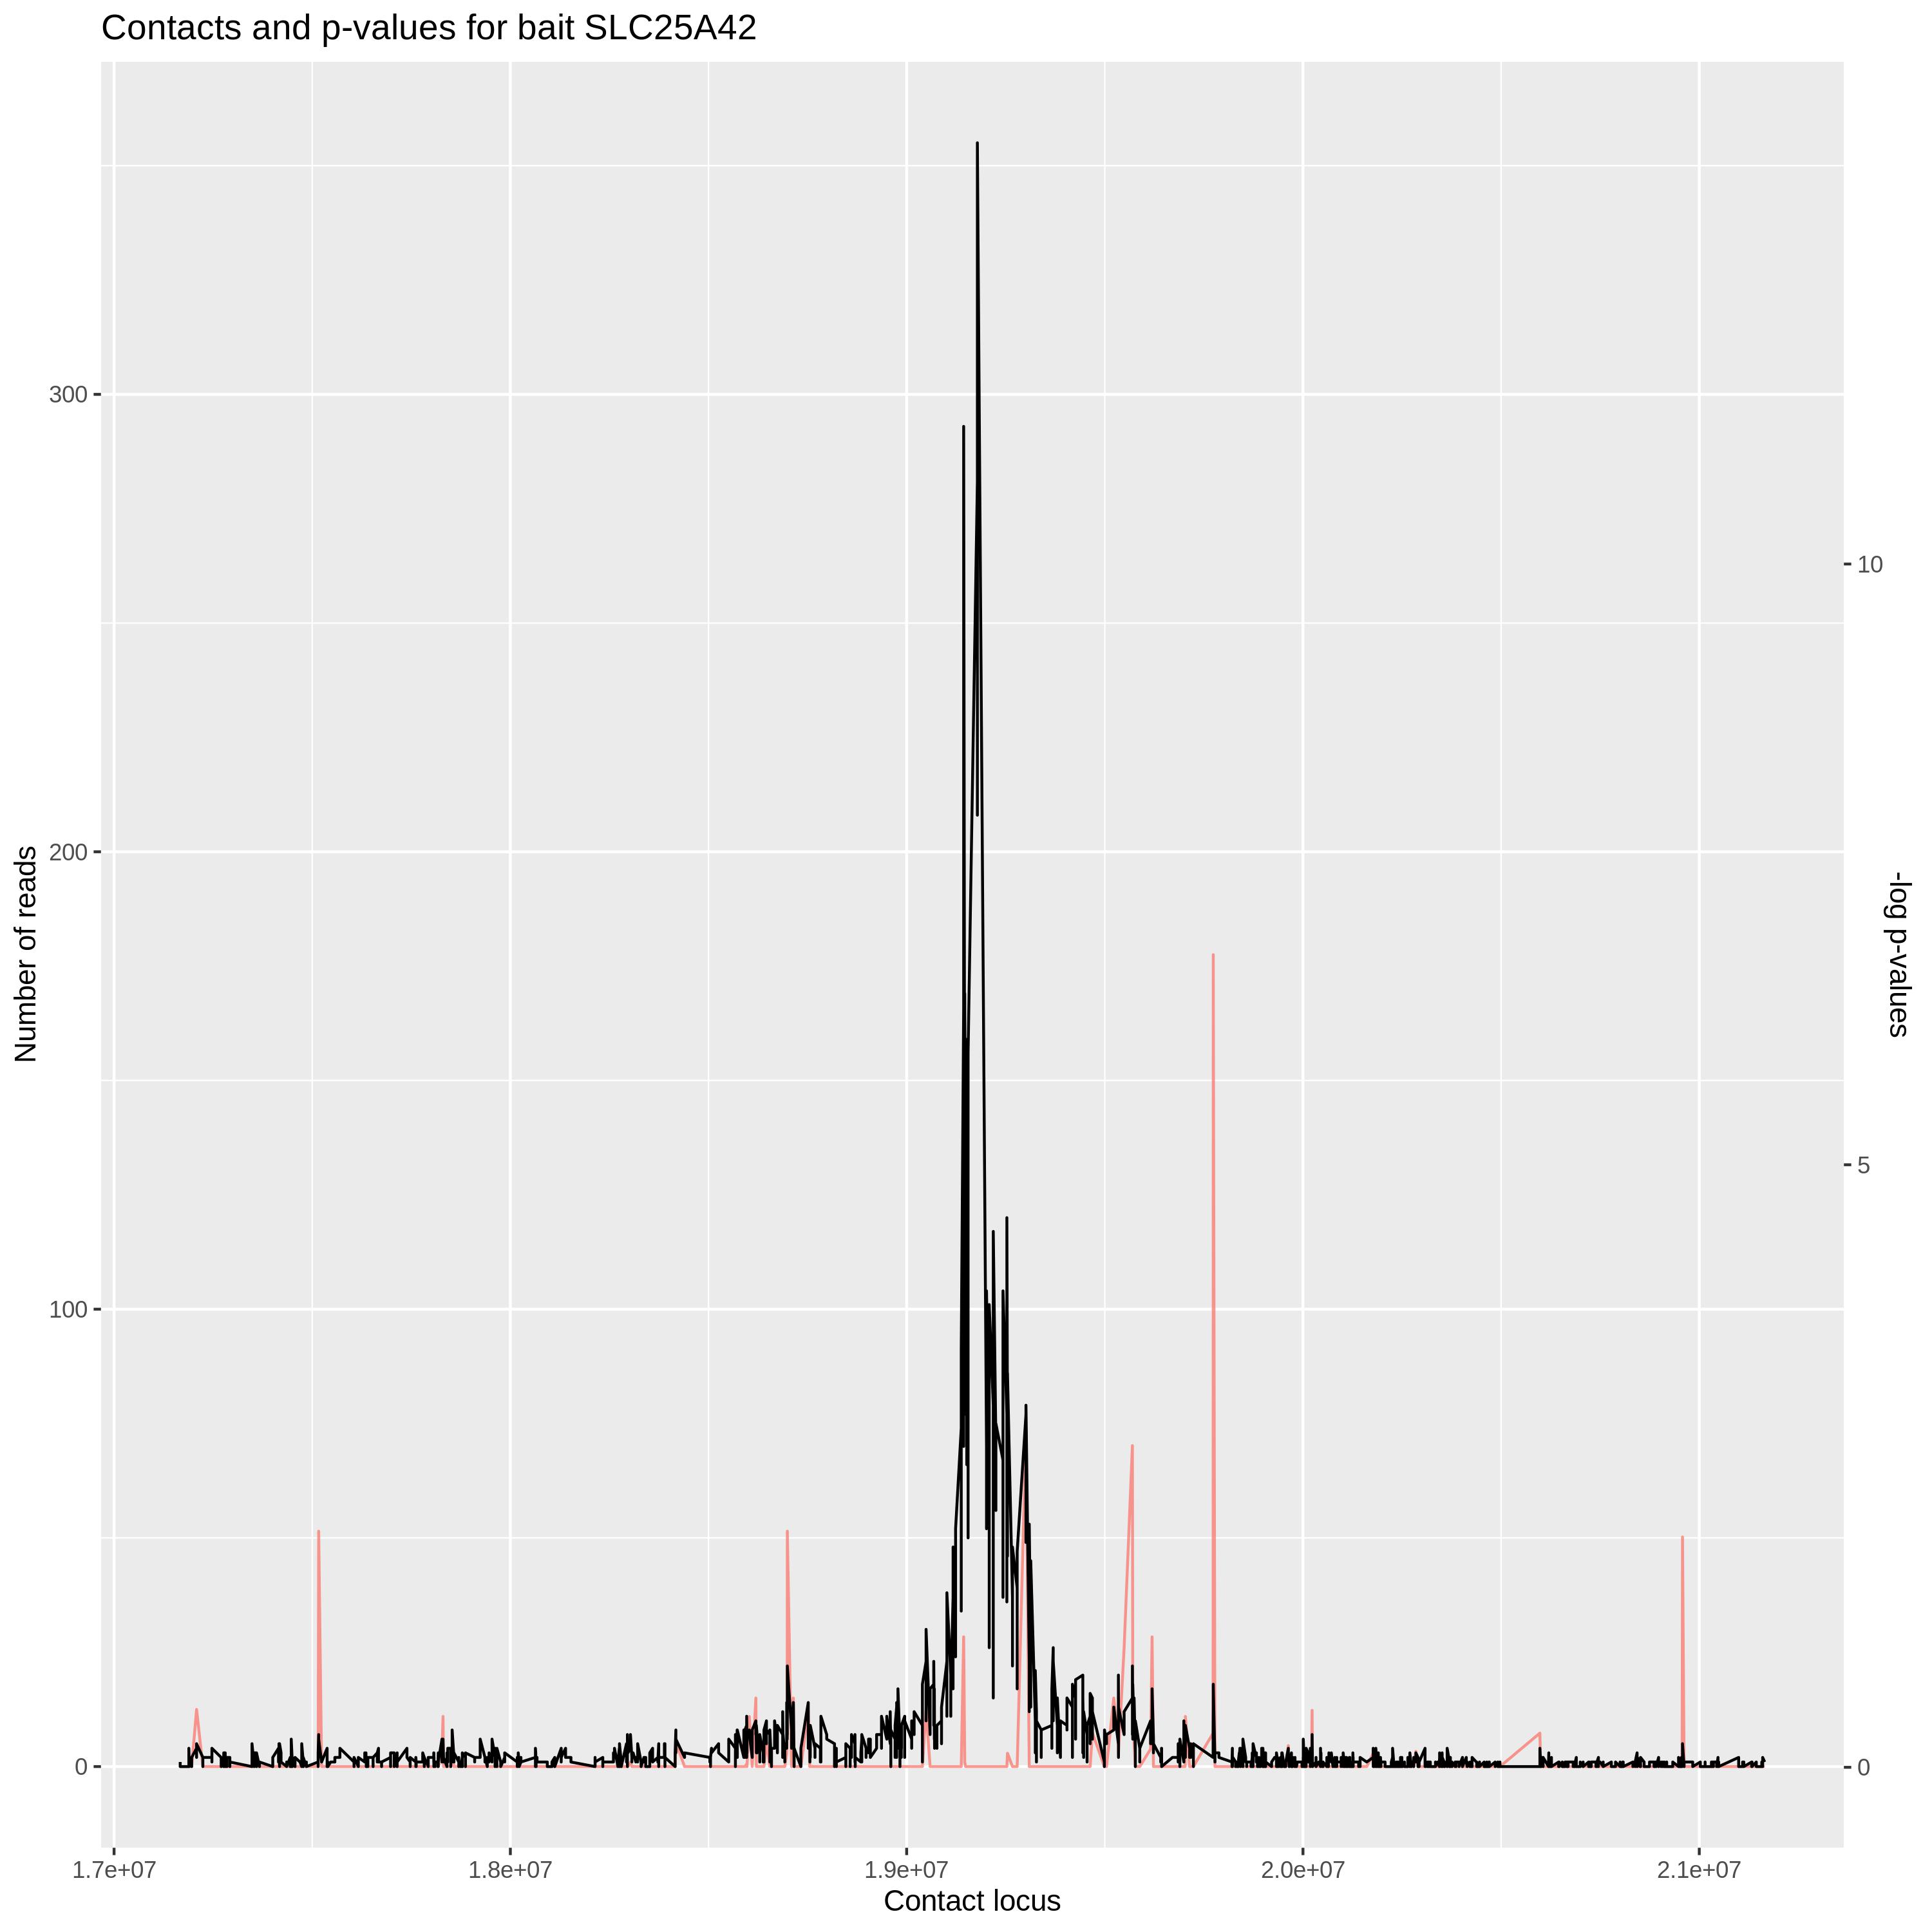 Contacts and p-values for bait SLC25A42
300
200
100
0
Number of reads
10
5
0
-log p-values
1.7e+07
1.8e+07
1.9e+07
2.0e+07
2.1e+07
Contact locus